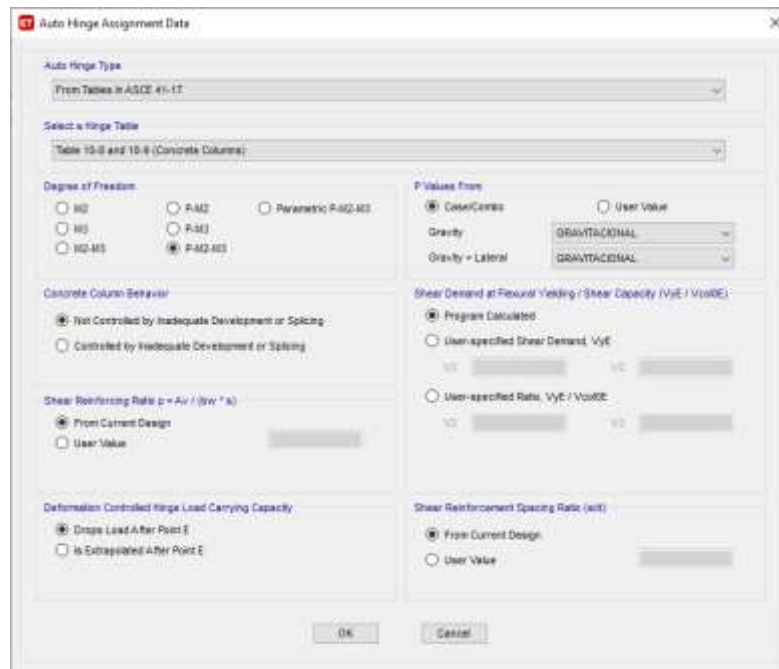 ET Auto Hinge Assignment Data
Auto Hinge Type
From Tables in ASCE 41-17
Select a Hinge Table
Table 10-8 and 10-9 (Concrete Columns)
Degree of Freedom
M2
P-M2
Parametric P-M2-M3
M3
P-M3
M2-M3
P-M2-M3
P Values From
Case/Combo
User Value
Gravity
GRAVITACIONAL
Gravity + Lateral
GRAVITACIONAL
Concrete Column Behavior
Not Controlled by Inadequate Development or Splicing
Controlled by Inadequate Development or Splicing
Shear Demand at Flexural Yielding / Shear Capacity (VyE / VcolOE)
Program Calculated
User-specified Shear Demand, VyE
User-specified Ratio, VyE / VcolOE
Shear Reinforcing Ratio p = Av / (bw * s)
From Current Design
User Value
Deformation Controlled Hinge Load Carrying Capacity
Drops Load After Point E
Is Extrapolated After Point E
Shear Reinforcement Spacing Ratio (s/d)
From Current Design
User Value
OK
Cancel